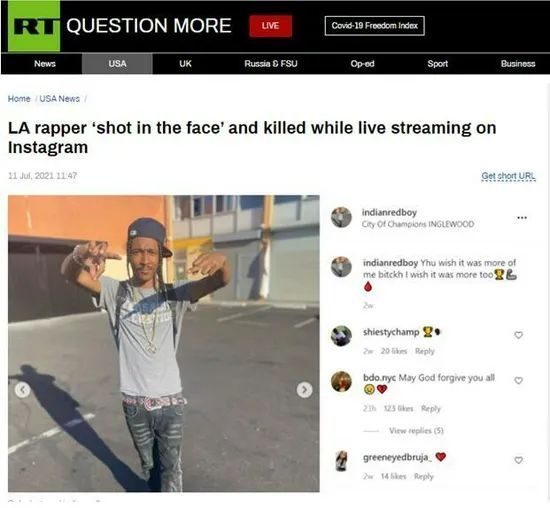 RT QUESTION MORE LIVE Covid-19 Freedom Index
News USA UK Russia & FSU Op-ed Sport Business
Home / USA News /
LA rapper ‘shot in the face’ and killed while live streaming on
Instagram
11 Jul, 2021 11:47
Get short URL
indianredboy
City Of Champions INGLEWOOD
indianredboy Yhu wish it was more of
me bitckh I wish it was more too🏆💪🏿
🩸
2w
shiestychamp 🏆🗣
2w 20 likes Reply
bdo.nyc May God forgive you all
😢💔
21h 123 likes Reply
View replies (5)
greeneyedbruja_ 💔
2w 14 likes Reply